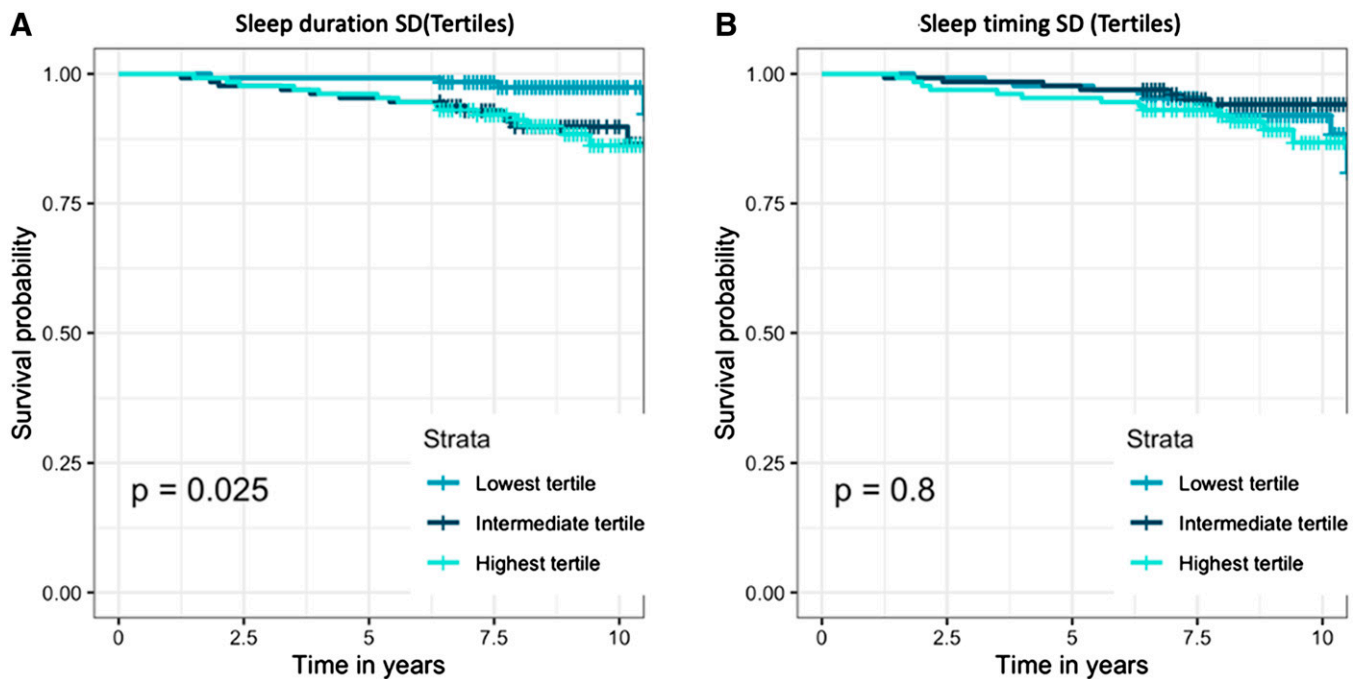 A
Sleep duration SD(Tertiles)
1.00
0.75
0.50
0.25
0.00
Survival probability
p = 0.025
Strata
Lowest tertile
Intermediate tertile
Highest tertile
0
2.5
5
7.5
10
Time in years
B
Sleep timing SD (Tertiles)
1.00
0.75
0.50
0.25
0.00
Survival probability
p = 0.8
Strata
Lowest tertile
Intermediate tertile
Highest tertile
0
2.5
5
7.5
10
Time in years